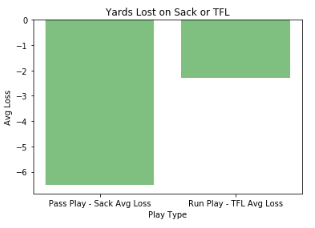 Yards Lost on Sack or TFL
0
−1
−2
−3
−4
−5
−6
Avg Loss
Pass Play - Sack Avg Loss
Run Play - TFL Avg Loss
Play Type